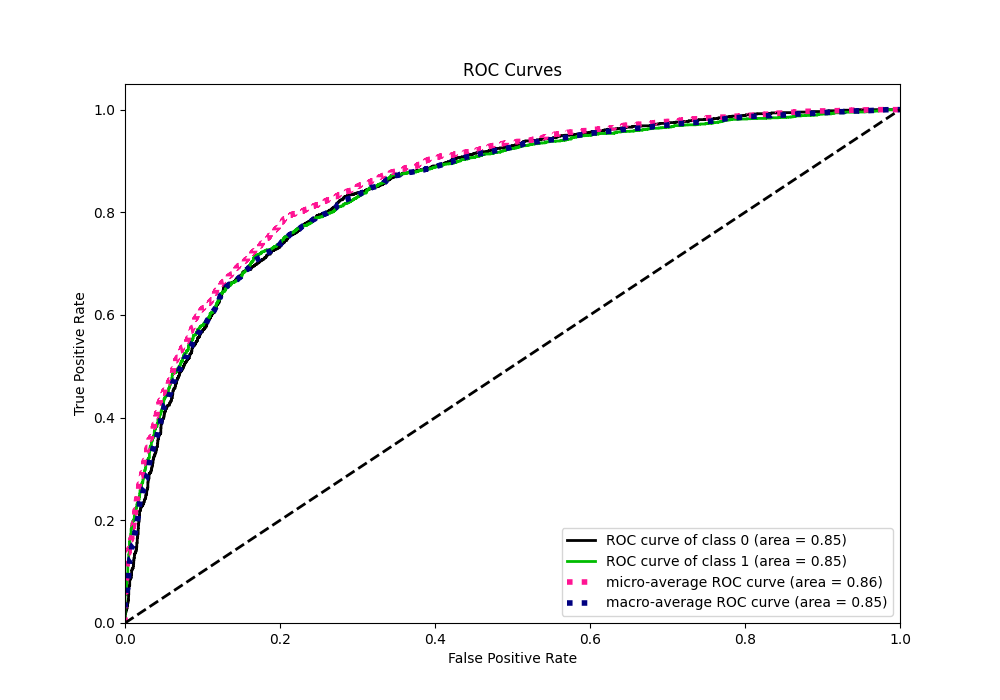 ROC Curves
True Positive Rate
1.0
0.8
0.6
0.4
0.2
0.0
ROC curve of class 0 (area = 0.85)
ROC curve of class 1 (area = 0.85)
micro-average ROC curve (area = 0.86)
macro-average ROC curve (area = 0.85)
0.0 0.2 0.4 0.6 0.8 1.0
False Positive Rate